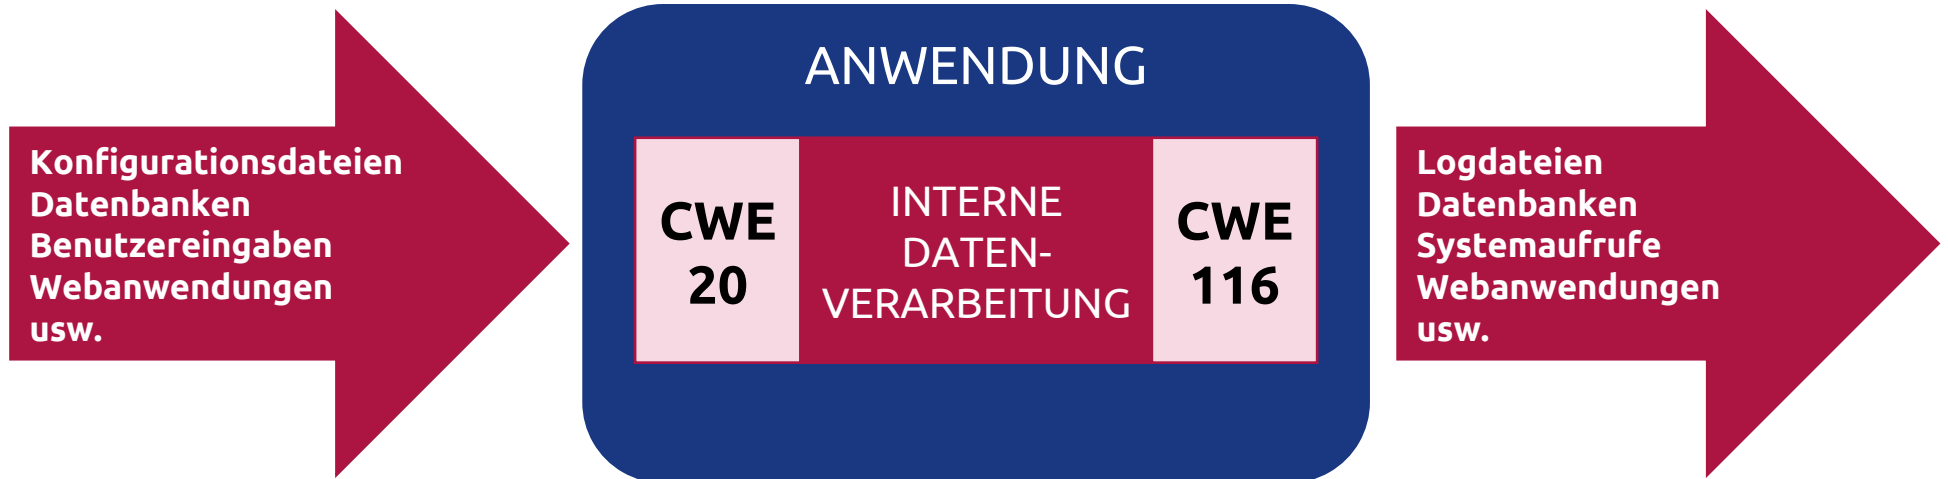 Konfigurationsdateien
Datenbanken
Benutzereingaben
Webanwendungen
usw.
ANWENDUNG
CWE
20
INTERNE
DATEN-
VERARBEITUNG
CWE
116
Logdateien
Datenbanken
Systemaufrufe
Webanwendungen
usw.